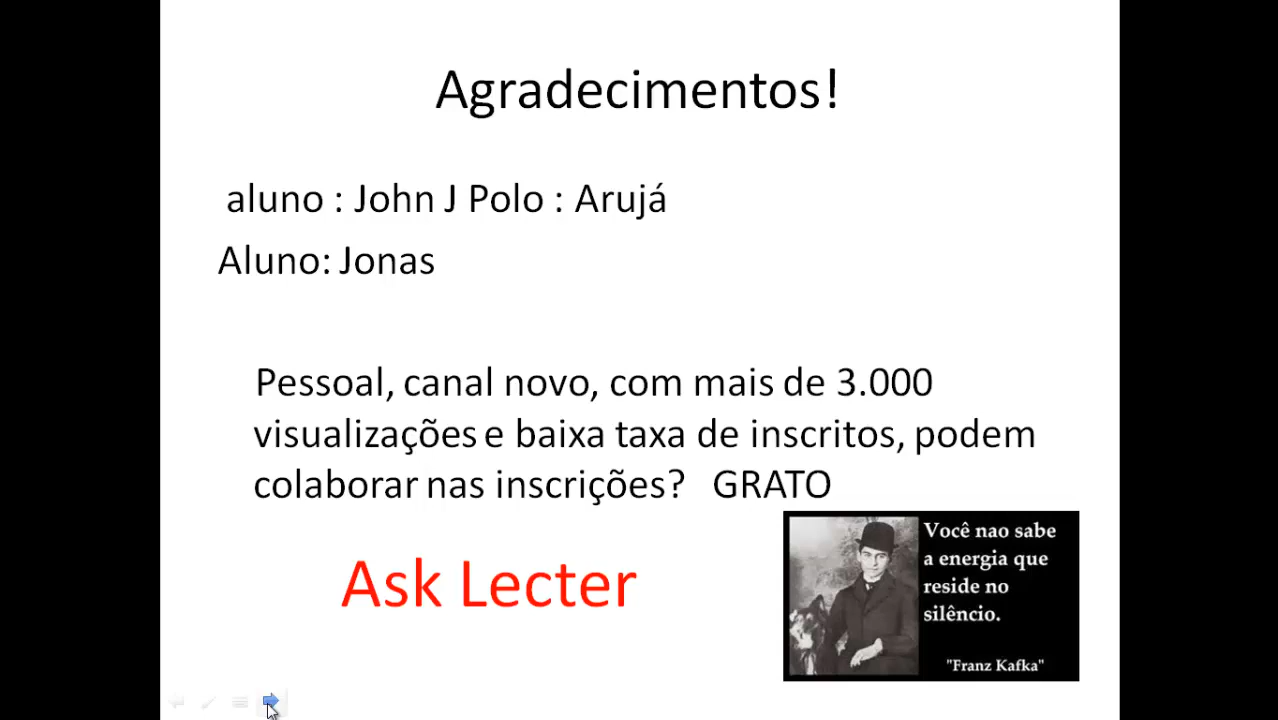 Agradecimentos!
aluno : John J Polo : Arujá
Aluno: Jonas
Pessoal, canal novo, com mais de 3.000
visualizações e baixa taxa de inscritos, podem
colaborar nas inscrições? GRATO
Ask Lecter
Você nao sabe
a energia que
reside no
silêncio.
"Franz Kafka"